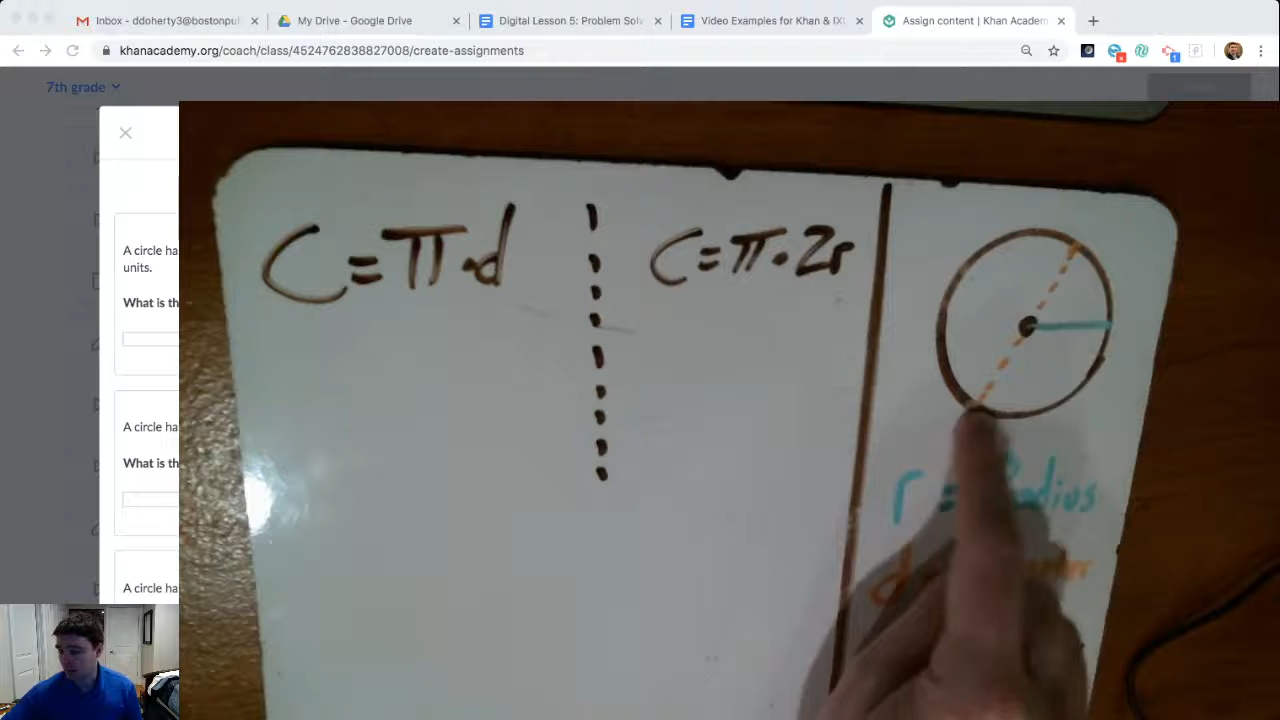 Inbox - ddoherty3@bostonpu
My Drive - Google Drive
Digital Lesson 5: Problem Solv
Video Examples for Khan & IXL
Assign content | Khan Academ
khanacademy.org/coach/class/4524762838827008/create-assignments
7th grade
A circle ha
units.
What is th
A circle ha
What is th
A circle ha
C=π·d
C=π·2r
r =
d